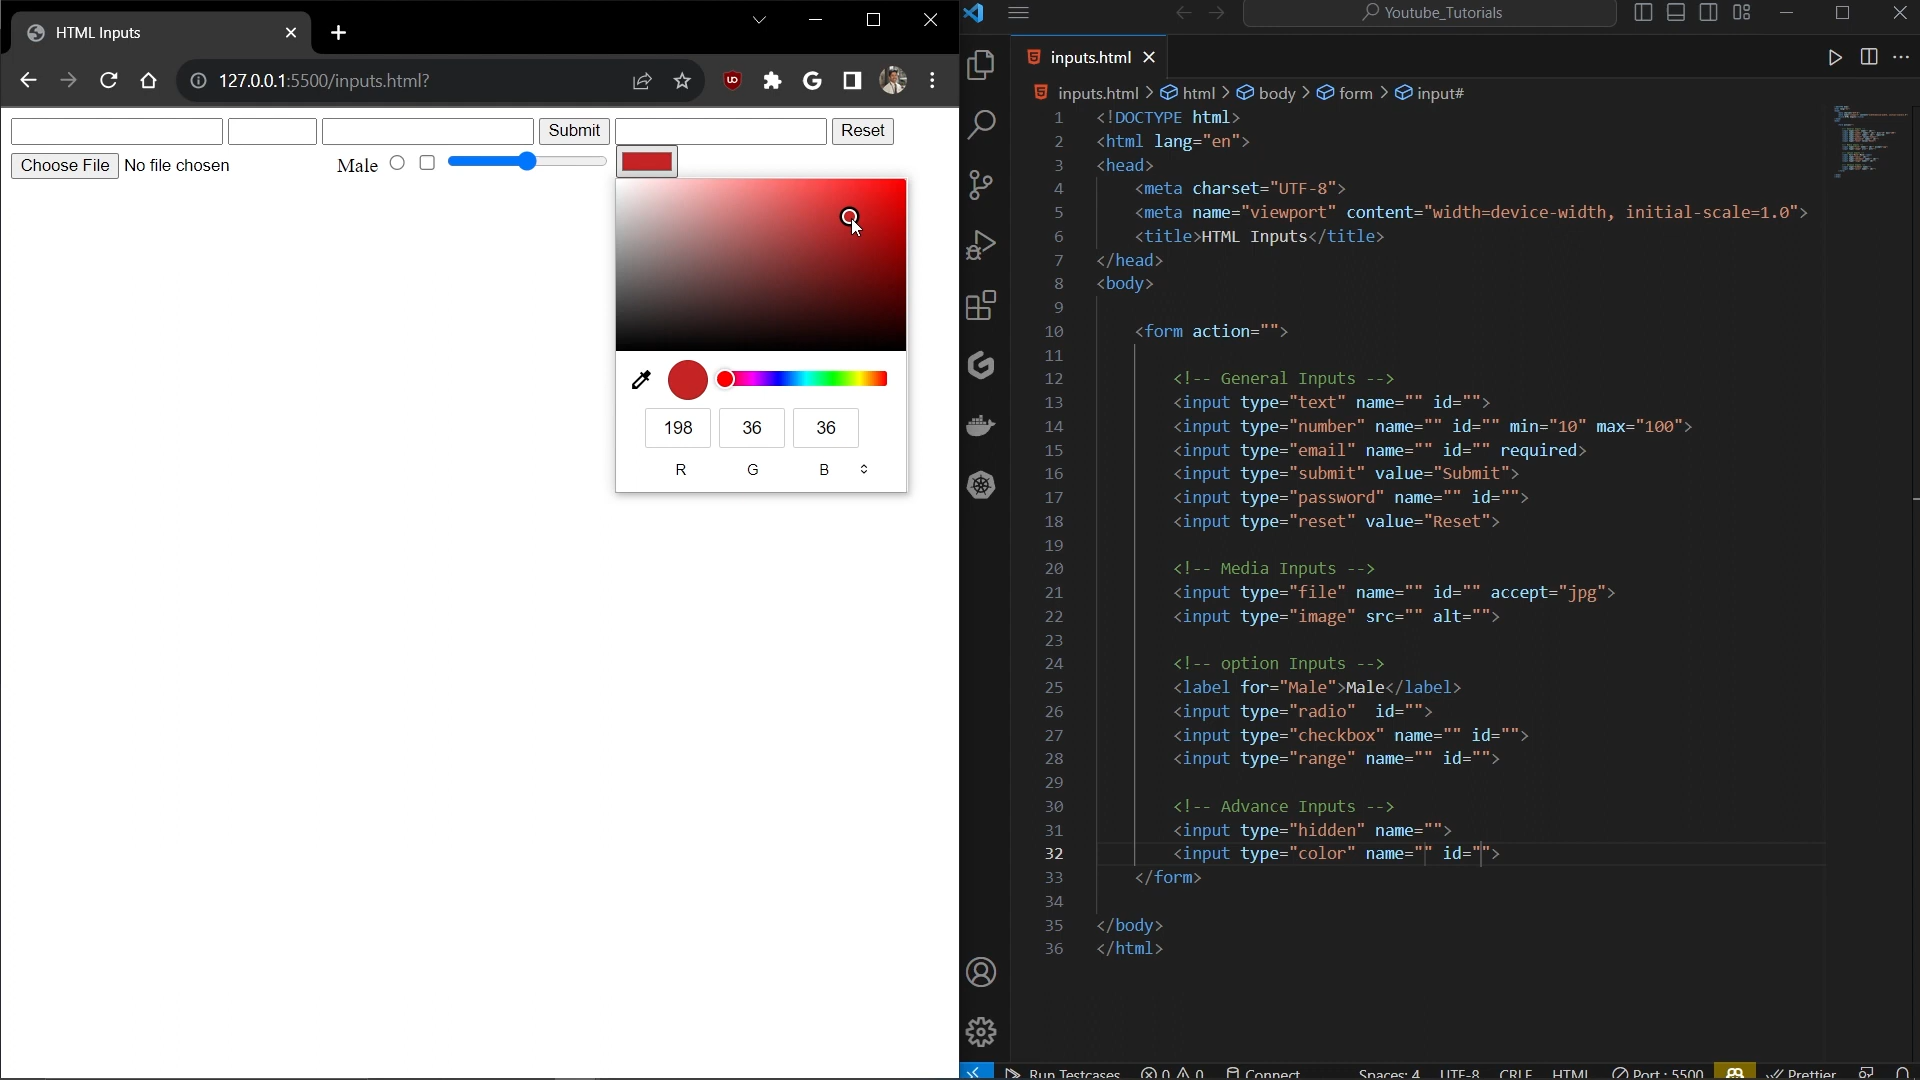 HTML Inputs
127.0.0.1:5500/inputs.html?
Submit
Reset
Choose File No file chosen
Male
198 36 36
R G B
Youtube_Tutorials
inputs.html
inputs.html > html > body > form > input#
1 <!DOCTYPE html>
2 <html lang="en">
3 <head>
4 <meta charset="UTF-8">
5 <meta name="viewport" content="width=device-width, initial-scale=1.0">
6 <title>HTML Inputs</title>
7 </head>
8 <body>
9
10 <form action="">
11
12 <!-- General Inputs -->
13 <input type="text" name="" id="">
14 <input type="number" name="" id="" min="10" max="100">
15 <input type="email" name="" id="" required>
16 <input type="submit" value="Submit">
17 <input type="password" name="" id="">
18 <input type="reset" value="Reset">
19
20 <!-- Media Inputs -->
21 <input type="file" name="" id="" accept="jpg">
22 <input type="image" src="" alt="">
23
24 <!-- option Inputs -->
25 <label for="Male">Male</label>
26 <input type="radio"  id="">
27 <input type="checkbox" name="" id="">
28 <input type="range" name="" id="">
29
30 <!-- Advance Inputs -->
31 <input type="hidden" name="">
32 <input type="color" name="" id="">
33 </form>
34
35 </body>
36 </html>
Run Testcases 0 0 Connect Spaces: 4 UTF-8 CRLF HTML Port : 5500 Prettier